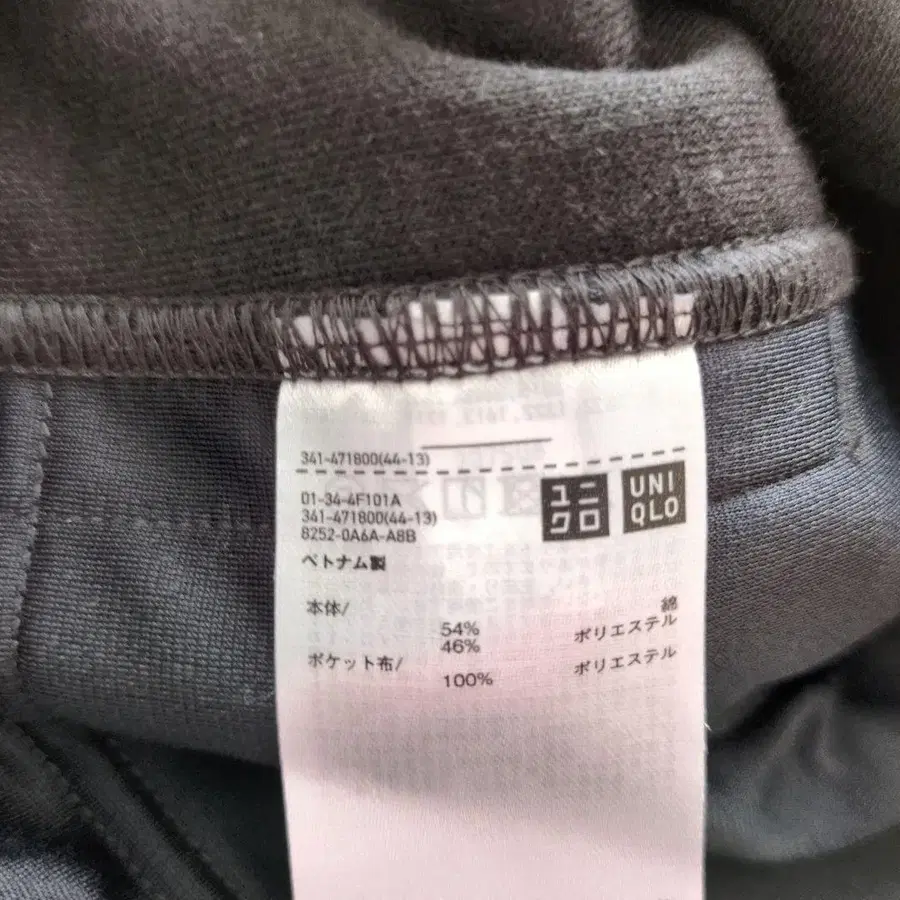 341-471800(44-13)
01-34-4F101A
341-471800(44-13)
8252-0A6A-A8B
ユニ
クロ
UNI
QLO
ベトナム製
本体/ 綿
54% ポリエステル
46%
ポケット布/ ポリエステル
100%